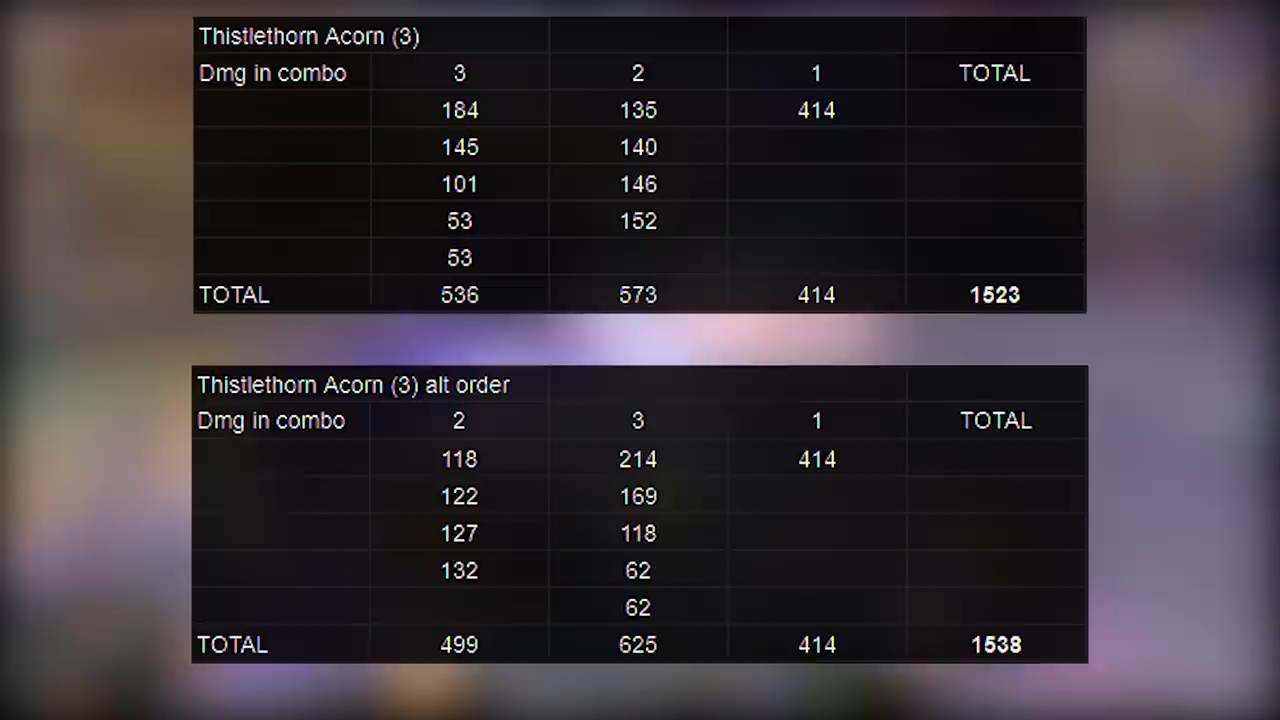 Thistlethorn Acorn (3)
Dmg in combo 3 2 1 TOTAL
184 135 414
145 140
101 146
53 152
53
TOTAL 536 573 414 1523
Thistlethorn Acorn (3) alt order
Dmg in combo 2 3 1 TOTAL
118 214 414
122 169
127 118
132 62
62
TOTAL 499 625 414 1538